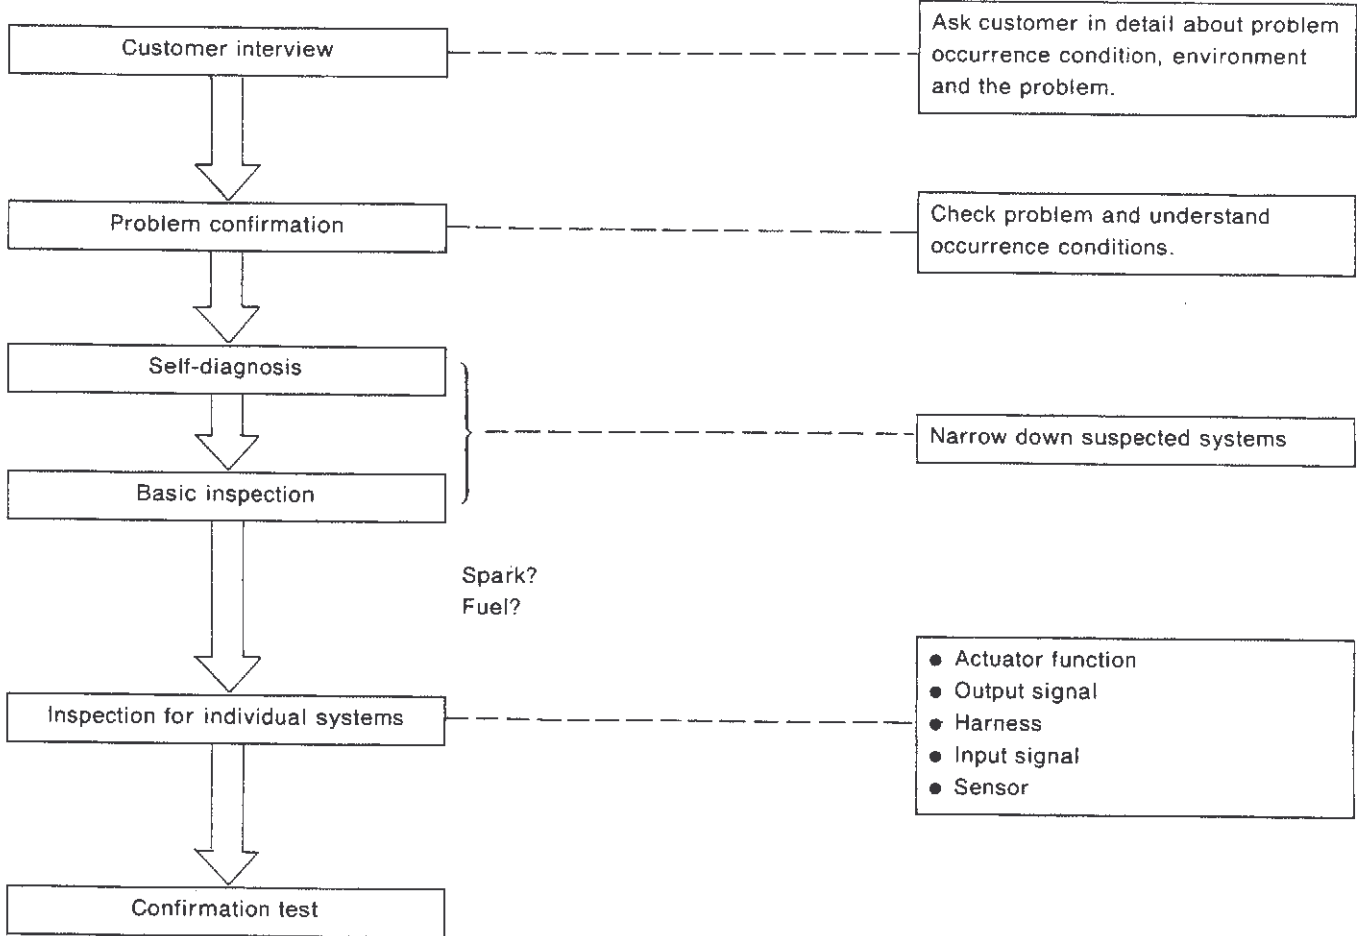 Customer interview
Ask customer in detail about problem
occurrence condition, environment
and the problem.
Problem confirmation
Check problem and understand
occurrence conditions.
Self-diagnosis
Narrow down suspected systems
Basic inspection
Spark?
Fuel?
Inspection for individual systems
● Actuator function
● Output signal
● Harness
● Input signal
● Sensor
Confirmation test